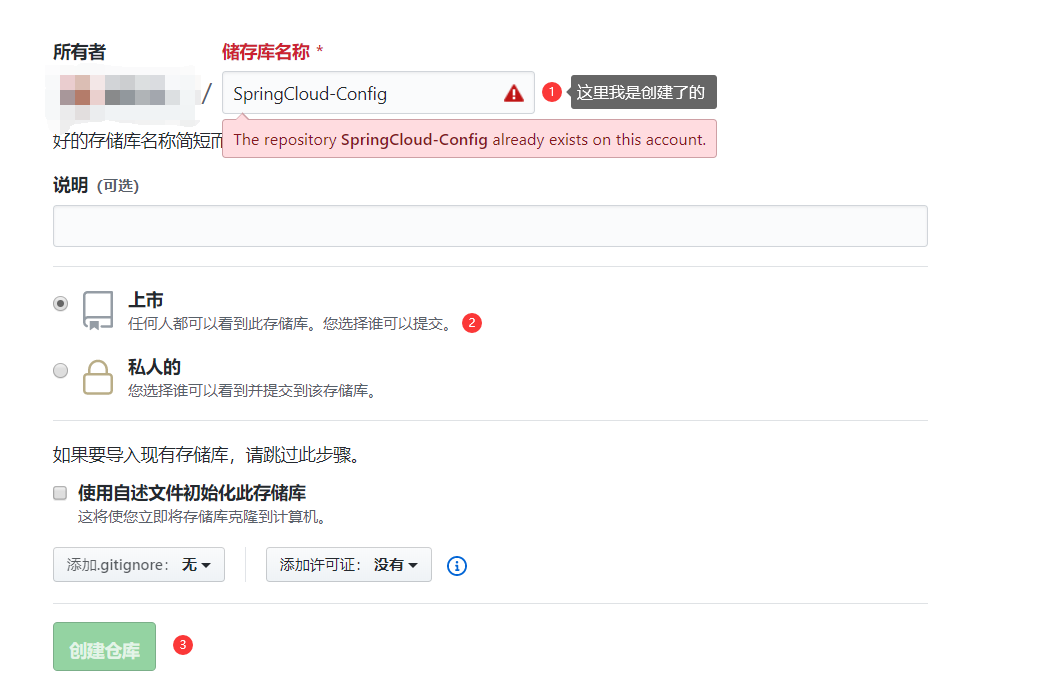 所有者
储存库名称 *
/
SpringCloud-Config
1
这里我是创建了的
The repository SpringCloud-Config already exists on this account.
好的存储库名称简短而
说明 (可选)
上市
任何人都可以看到此存储库。您选择谁可以提交。 2
私人的
您选择谁可以看到并提交到该存储库。
如果要导入现有存储库，请跳过此步骤。
使用自述文件初始化此存储库
这将使您立即将存储库克隆到计算机。
添加.gitignore： 无
添加许可证： 没有
创建仓库 3